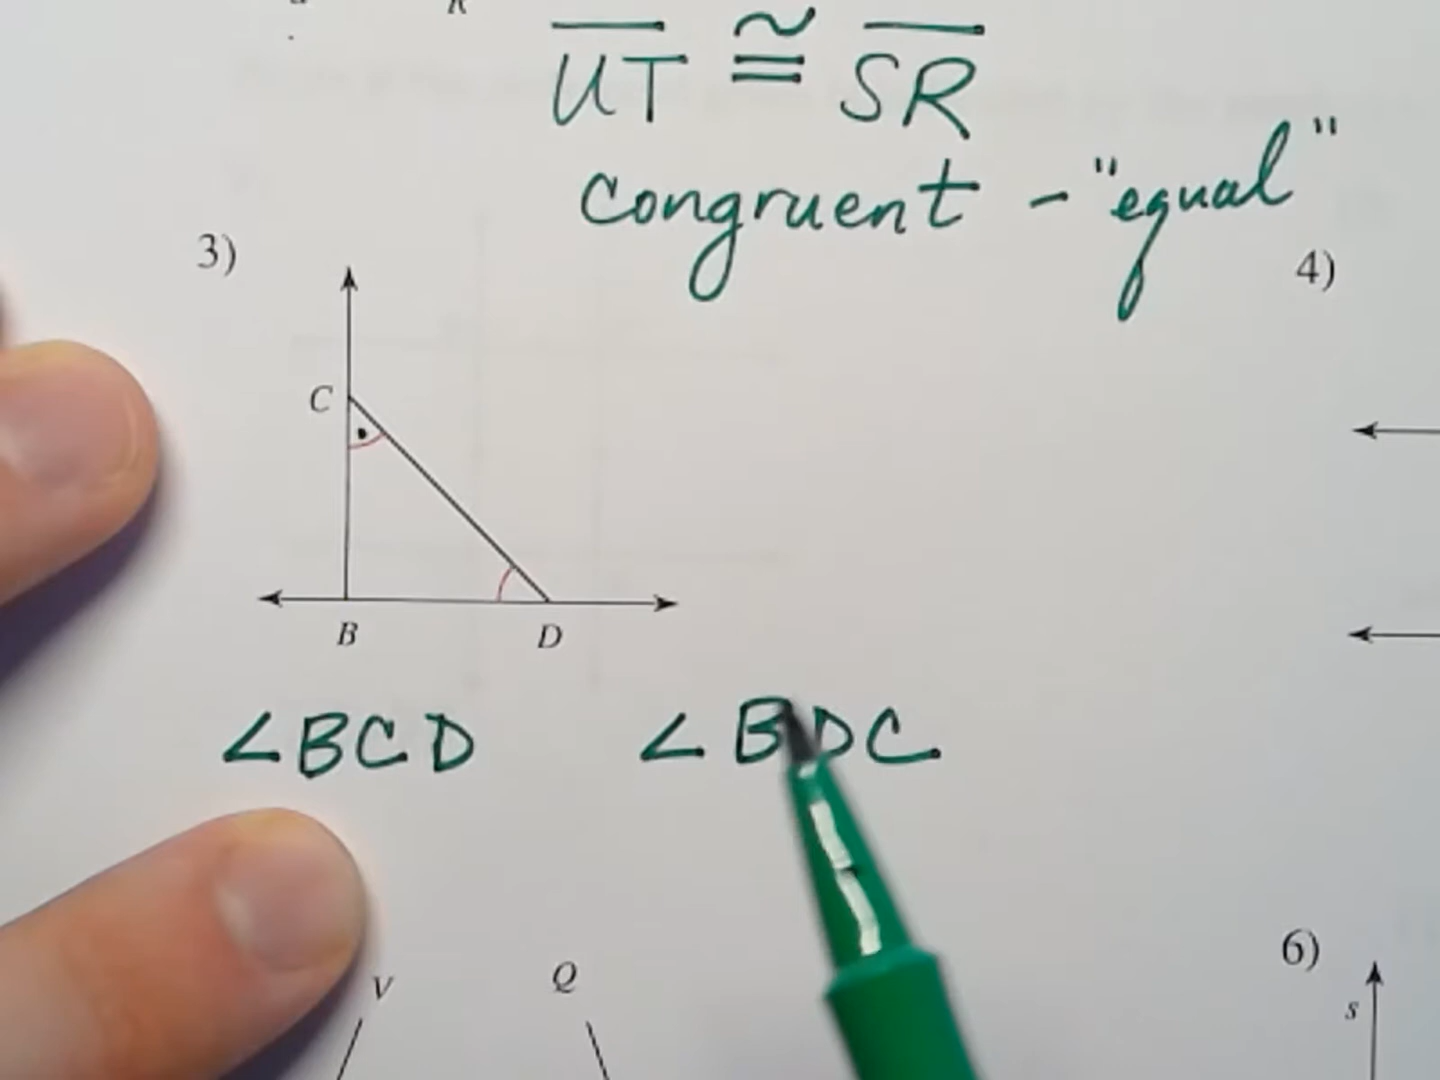 R
UT ≅ SR
congruent - "equal"
3)
4)
C
B
D
∠BCD ∠BDC
V
Q
6)
s